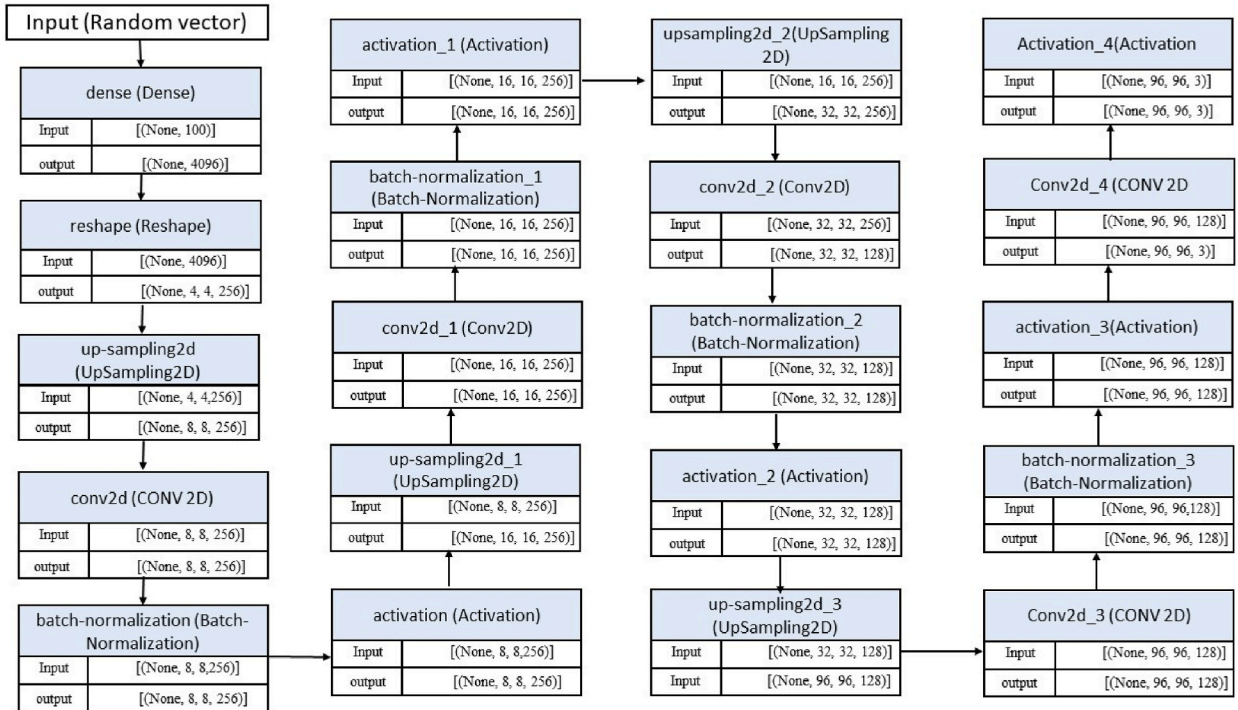 Input (Random vector)
dense (Dense)
Input [(None, 100)]
output [(None, 4096)]
reshape (Reshape)
Input [(None, 4096)]
output [(None, 4, 4, 256)]
up-sampling2d
(UpSampling2D)
Input [(None, 4, 4,256)]
output [(None, 8, 8, 256)]
conv2d (CONV 2D)
Input [(None, 8, 8, 256)]
output [(None, 8, 8, 256)]
batch-normalization (Batch-
Normalization)
Input [(None, 8, 8,256)]
output [(None, 8, 8, 256)]
activation (Activation)
Input [(None, 8, 8,256)]
output [(None, 8, 8, 256)]
up-sampling2d_1
(UpSampling2D)
Input [(None, 8, 8, 256)]
output [(None, 16, 16, 256)]
conv2d_1 (Conv2D)
Input [(None, 16, 16, 256)]
output [(None, 16, 16, 256)]
batch-normalization_1
(Batch-Normalization)
Input [(None, 16, 16, 256)]
output [(None, 16, 16, 256)]
activation_1 (Activation)
Input [(None, 16, 16, 256)]
output [(None, 16, 16, 256)]
upsampling2d_2(UpSampling
2D)
Input [(None, 16, 16, 256)]
output [(None, 32, 32, 256)]
conv2d_2 (Conv2D)
Input [(None, 32, 32, 256)]
output [(None, 32, 32, 128)]
batch-normalization_2
(Batch-Normalization)
Input [(None, 32, 32, 128)]
output [(None, 32, 32, 128)]
activation_2 (Activation)
Input [(None, 32, 32, 128)]
output [(None, 32, 32, 128)]
up-sampling2d_3
(UpSampling2D)
Input [(None, 32, 32, 128)]
Input [(None, 96, 96, 128)]
Conv2d_3 (CONV 2D)
Input [(None, 96, 96, 128)]
output [(None, 96, 96, 128)]
batch-normalization_3
(Batch-Normalization)
Input [(None, 96, 96,128)]
output [(None, 96, 96, 128)]
activation_3(Activation)
Input [(None, 96, 96, 128)]
output [(None, 96, 96, 128)]
Conv2d_4 (CONV 2D
Input [(None, 96, 96, 128)]
output [(None, 96, 96, 3)]
Activation_4(Activation
Input [(None, 96, 96, 3)]
output [(None, 96, 96, 3)]